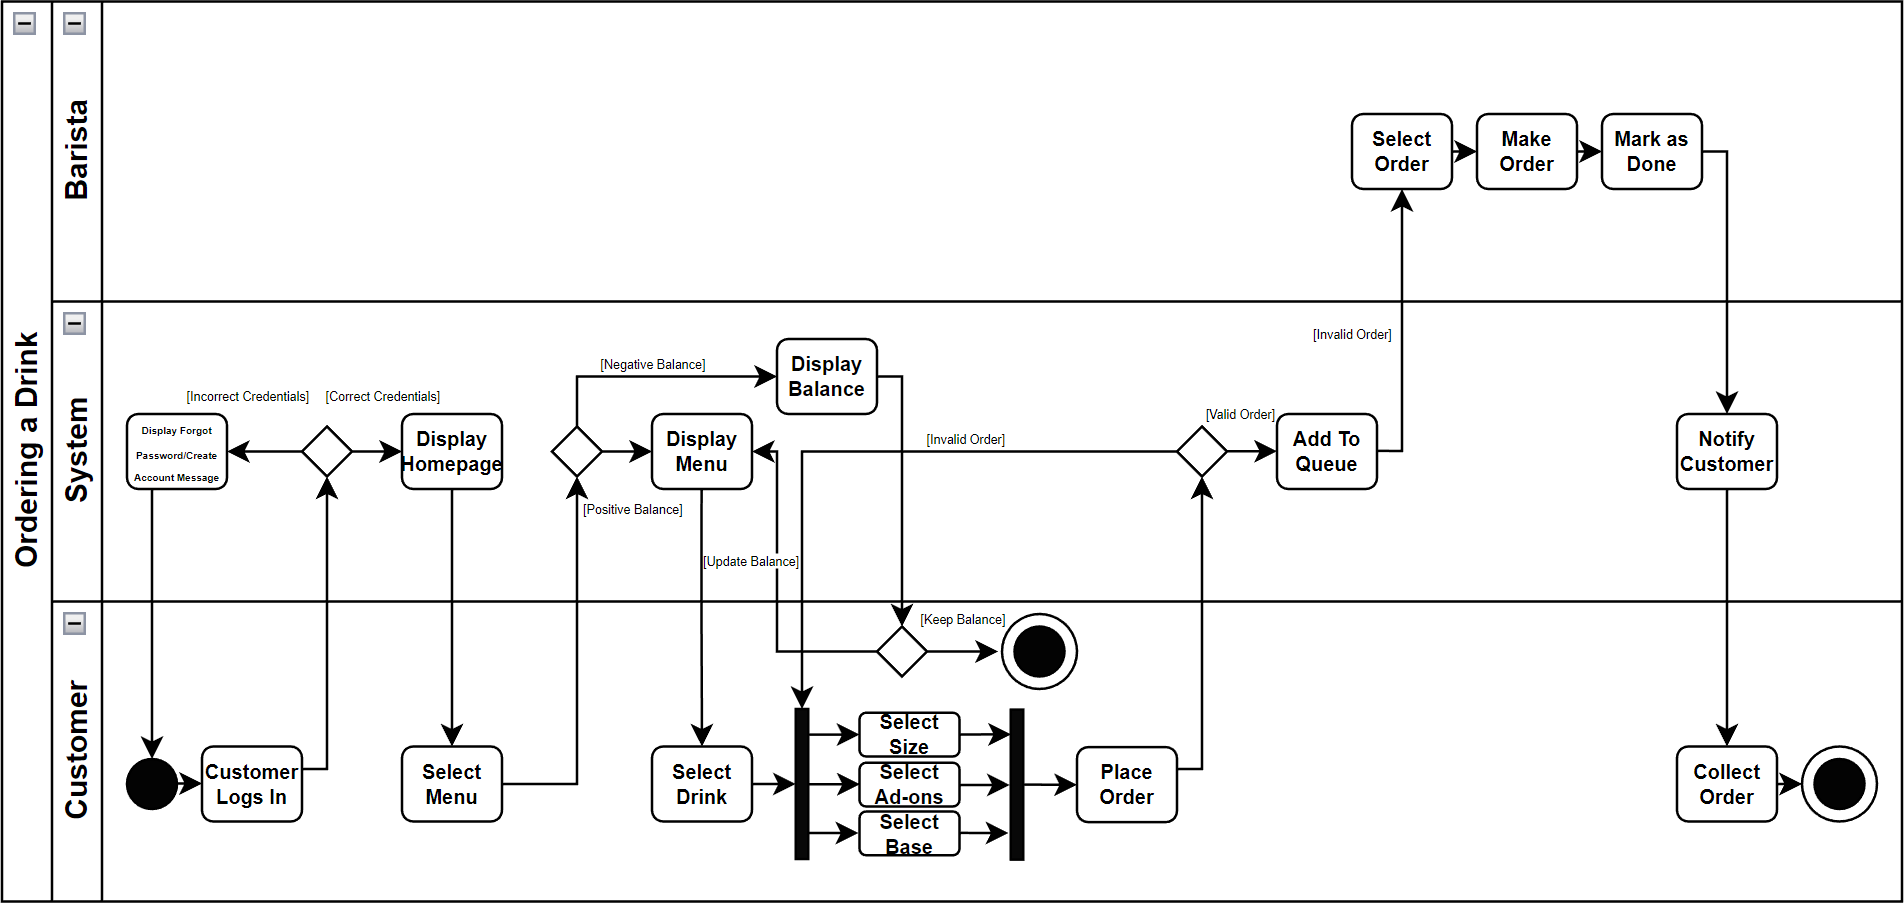 Ordering a Drink
Barista
Select
Order
Make
Order
Mark as
Done
System
[Incorrect Credentials]
[Correct Credentials]
Display Forgot
Password/Create
Account Message
Display
Homepage
[Negative Balance]
[Positive Balance]
Display
Balance
Display
Menu
[Update Balance]
[Invalid Order]
[Valid Order]
Add To
Queue
[Invalid Order]
Notify
Customer
Customer
[Keep Balance]
Customer
Logs In
Select
Menu
Select
Drink
Select
Size
Select
Ad-ons
Select
Base
Place
Order
Collect
Order